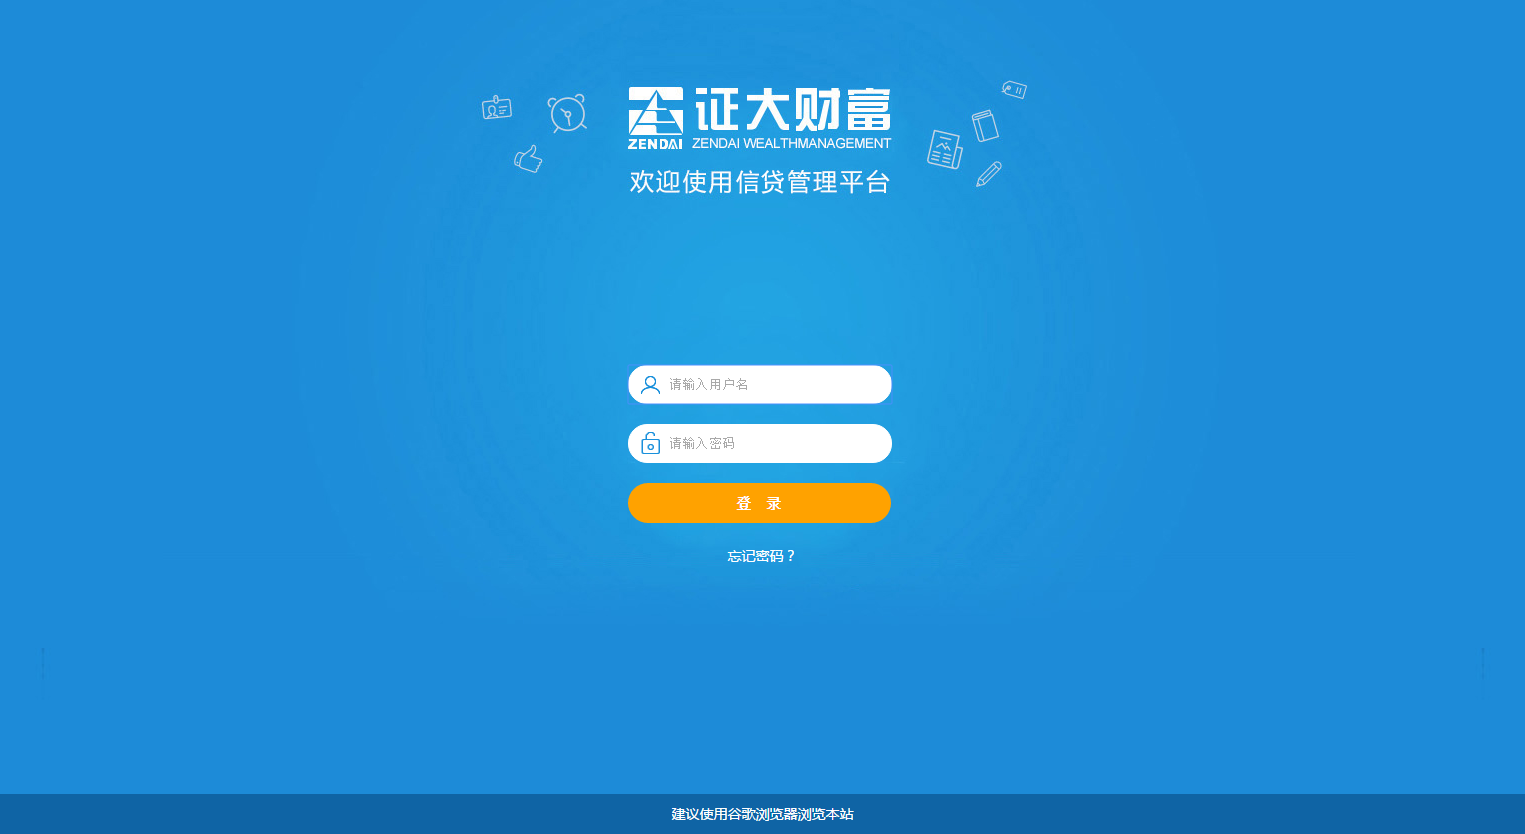 证大财富
ZENDAI
ZENDAI WEALTHMANAGEMENT
欢迎使用信贷管理平台
请输入用户名
请输入密码
登 录
忘记密码？
建议使用谷歌浏览器浏览本站